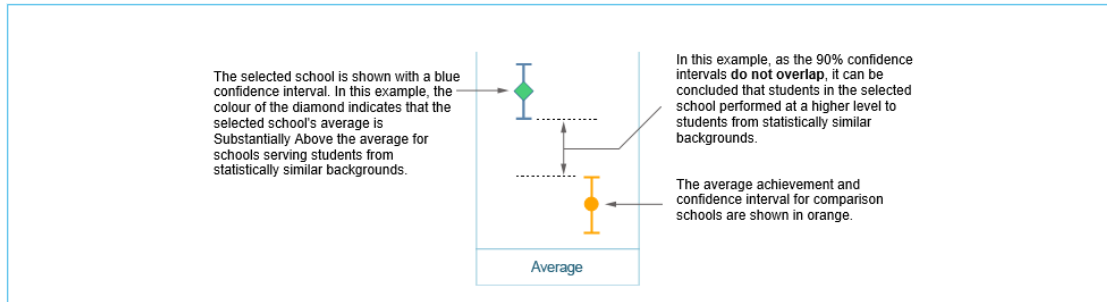 The selected school is shown with a blue
confidence interval. In this example, the
colour of the diamond indicates that the
selected school's average is
Substantially Above the average for
schools serving students from
statistically similar backgrounds.
In this example, as the 90% confidence
intervals do not overlap, it can be
concluded that students in the selected
school performed at a higher level to
students from statistically similar
backgrounds.
The average achievement and
confidence interval for comparison
schools are shown in orange.
Average